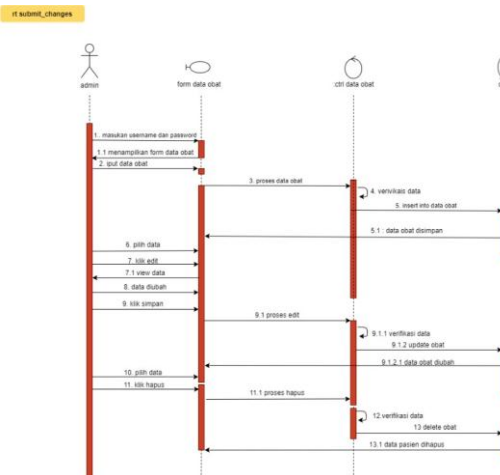 rt submit_changes
admin
form data obat
ctrl data obat
1. masukan username dan password
1.1 menampilkan form data obat
2. iput data obat
3. proses data obat
4. verivikais data
5. insert into data obat
5.1 : data obat disimpan
6. pilih data
7. klik edit
7.1 view data
8. data diubah
9. klik simpan
9.1 proses edit
9.1.1 verifikasi data
9.1.2 update obat
9.1.2.1 data obat diubah
10. pilih data
11. klik hapus
11.1 proses hapus
12.verifikasi data
13 delete obat
13.1 data pasien dihapus